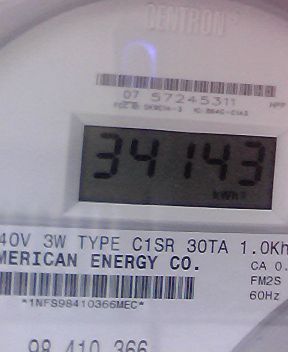 CENTRON
07 57245311
34143
kWh
40V 3W TYPE C1SR 30TA 1.0Kh
MERICAN ENERGY CO.
CA 0.
FM2S
60Hz
*1NFS98410366MEC*
98 410 366